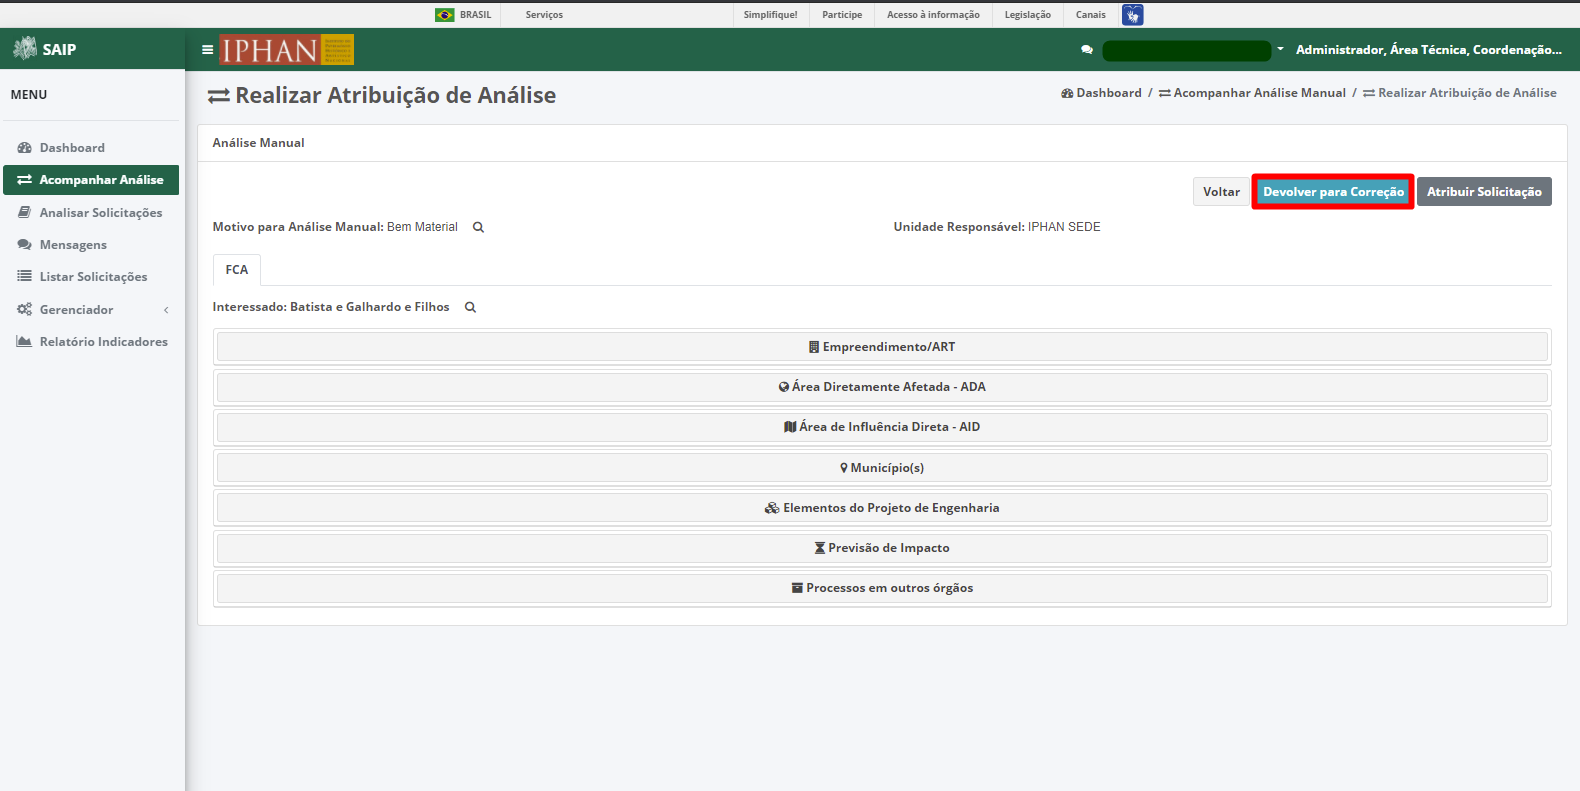 BRASIL Serviços Simplifique! Participe Acesso à informação Legislação Canais
SAIP
IPHAN
Administrador, Área Técnica, Coordenação...
MENU
Dashboard
Acompanhar Análise
Analisar Solicitações
Mensagens
Listar Solicitações
Gerenciador
Relatório Indicadores
Realizar Atribuição de Análise
Dashboard / Acompanhar Análise Manual / Realizar Atribuição de Análise
Análise Manual
Voltar Devolver para Correção Atribuir Solicitação
Motivo para Análise Manual: Bem Material Unidade Responsável: IPHAN SEDE
FCA
Interessado: Batista e Galhardo e Filhos
Empreendimento/ART
Área Diretamente Afetada - ADA
Área de Influência Direta - AID
Município(s)
Elementos do Projeto de Engenharia
Previsão de Impacto
Processos em outros órgãos